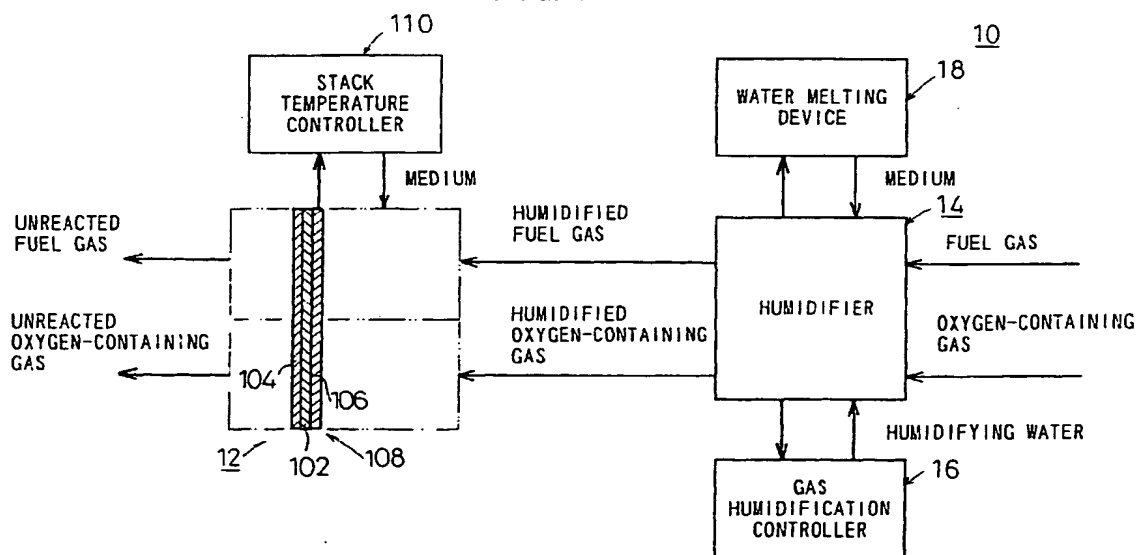 110
STACK
TEMPERATURE
CONTROLLER
10
18
WATER MELTING
DEVICE
MEDIUM
MEDIUM
UNREACTED
FUEL GAS
HUMIDIFIED
FUEL GAS
14
FUEL GAS
HUMIDIFIER
UNREACTED
OXYGEN-CONTAINING
GAS
HUMIDIFIED
OXYGEN-CONTAINING
GAS
OXYGEN-CONTAINING
GAS
104
106
12
102
108
HUMIDIFYING WATER
16
GAS
HUMIDIFICATION
CONTROLLER